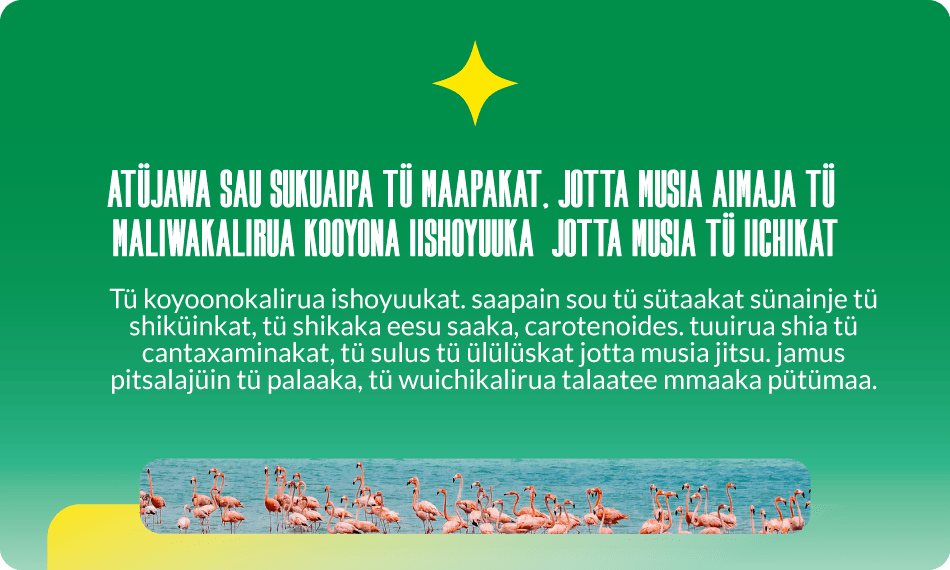 ATÜJAWA SAU SUKUAIPA TÜ MAAPAKAT. JOTTA MUSIA AIMAJA TÜ
MALIWAKALIRUA KOOYONA IISHOYUUKA JOTTA MUSIA TÜ IICHIKAT
Tü koyoonokalirua ishoyuukat. saapain sou tü sütaakat sünainje tü
shiküinkat, tü shikaka eesu saaka, carotenoides. tuuirua shia tü
cantaxaminakat, tü sulus tü ülülüskat jotta musia jitsu. jamus
pitsalajüin tü palaaka, tü wuichikalirua talaatee mmaaka pütümaa.